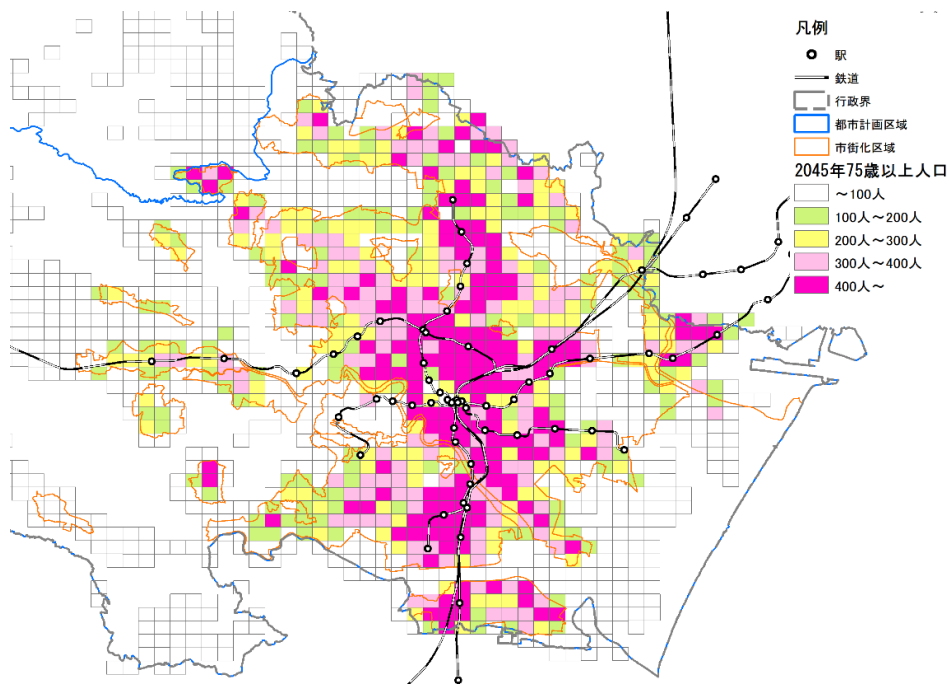 凡例
駅
鉄道
行政界
都市計画区域
市街化区域
2045年75歳以上人口
～100人
100人～200人
200人～300人
300人～400人
400人～